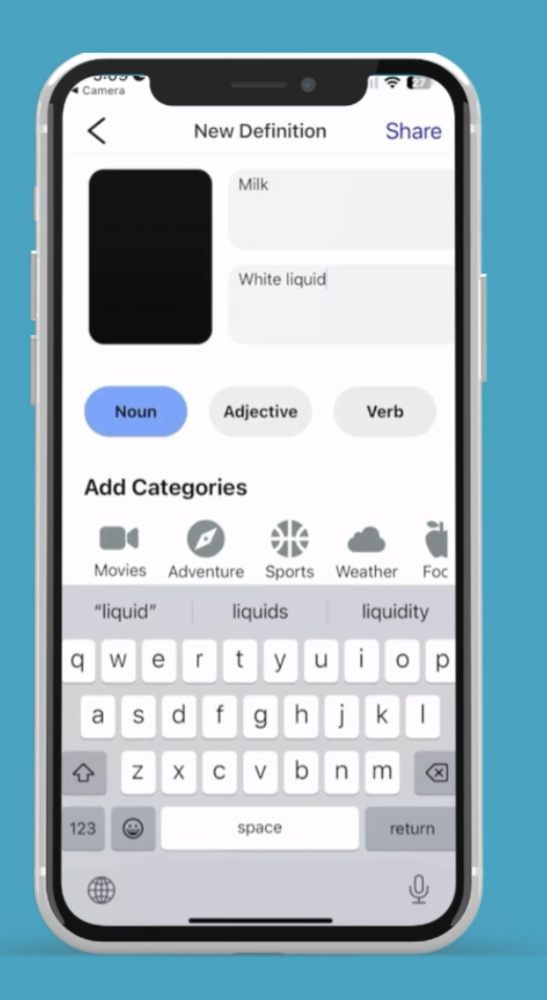 Camera
27
New Definition
Share
Milk
White liquid
Noun Adjective Verb
Add Categories
Movies Adventure Sports Weather Foc
“liquid” liquids liquidity
q w e r t y u i o p
a s d f g h j k l
z x c v b n m
123 space return